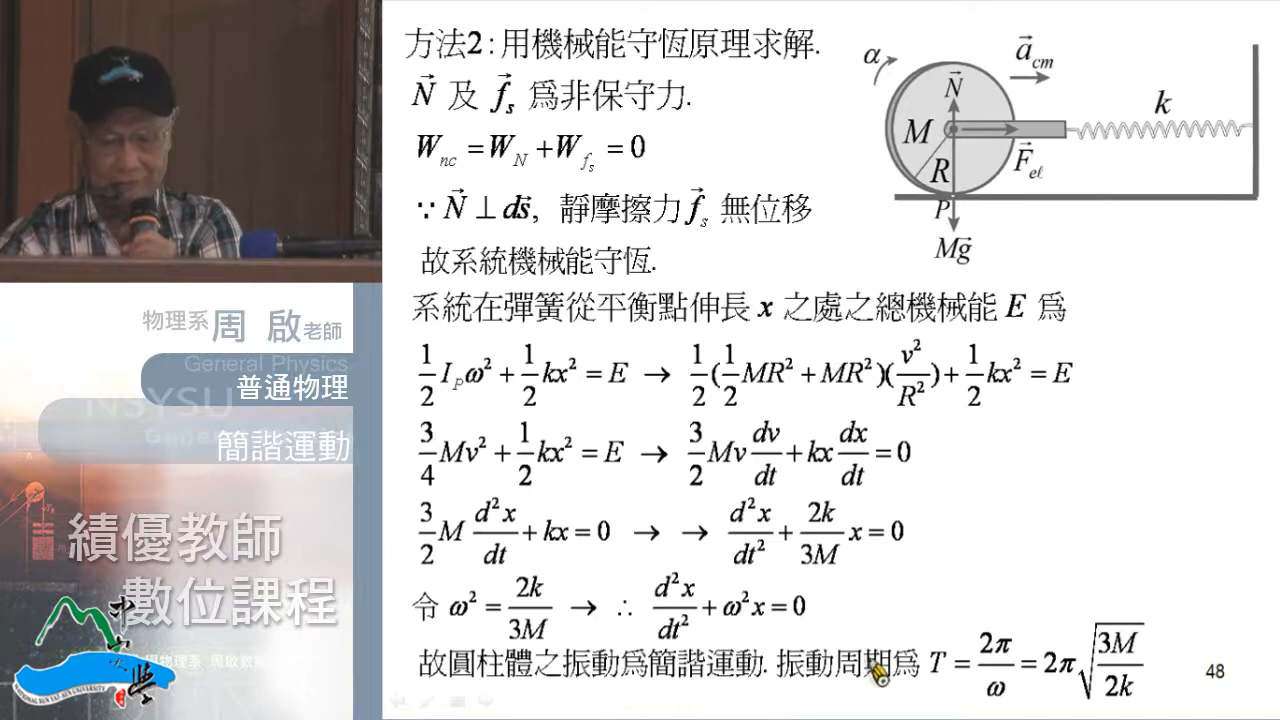 方法2:用機械能守恆原理求解.
N⃗ 及 f⃗ₛ 為非保守力.
W_nc = W_N + W_fₛ = 0
∵ N⃗ ⊥ ds⃗, 靜摩擦力 f⃗ₛ 無位移
故系統機械能守恆.
α
a⃗_cm
N⃗
M
R
k
F⃗_eℓ
P
Mg⃗
系統在彈簧從平衡點伸長 x 之處之總機械能 E 為
1/2 I_P ω² + 1/2 kx² = E → 1/2 (1/2 MR² + MR²)(v²/R²) + 1/2 kx² = E
3/4 Mv² + 1/2 kx² = E → 3/2 Mv dv/dt + kx dx/dt = 0
3/2 M d²x/dt + kx = 0 → → d²x/dt² + 2k/3M x = 0
令 ω² = 2k/3M → ∴ d²x/dt² + ω²x = 0
故圓柱體之振動為簡諧運動. 振動周期為 T = 2π/ω = 2π√(3M/2k)
48
物理系周 啟老師
General Physics
普通物理
NSYSU
簡諧運動
績優教師
數位課程